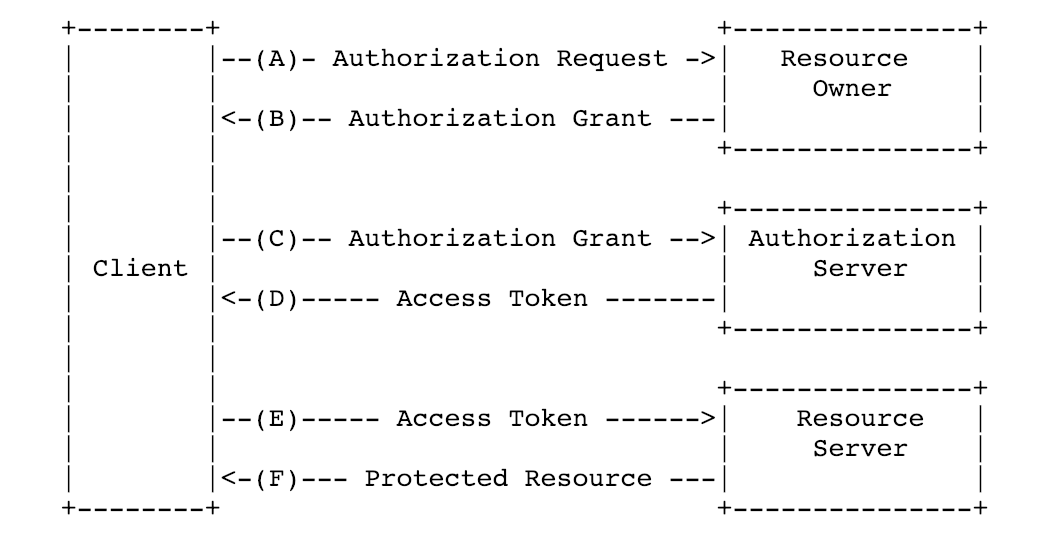 +--------+                               +---------------+
|        |--(A)- Authorization Request ->|   Resource    |
|        |                               |     Owner     |
|        |<-(B)-- Authorization Grant ---|               |
|        |                               +---------------+
|        |
|        |                               +---------------+
|        |--(C)-- Authorization Grant -->| Authorization |
| Client |                               |     Server    |
|        |<-(D)----- Access Token -------|               |
|        |                               +---------------+
|        |
|        |                               +---------------+
|        |--(E)----- Access Token ------>|    Resource   |
|        |                               |     Server    |
|        |<-(F)--- Protected Resource ---|               |
+--------+                               +---------------+